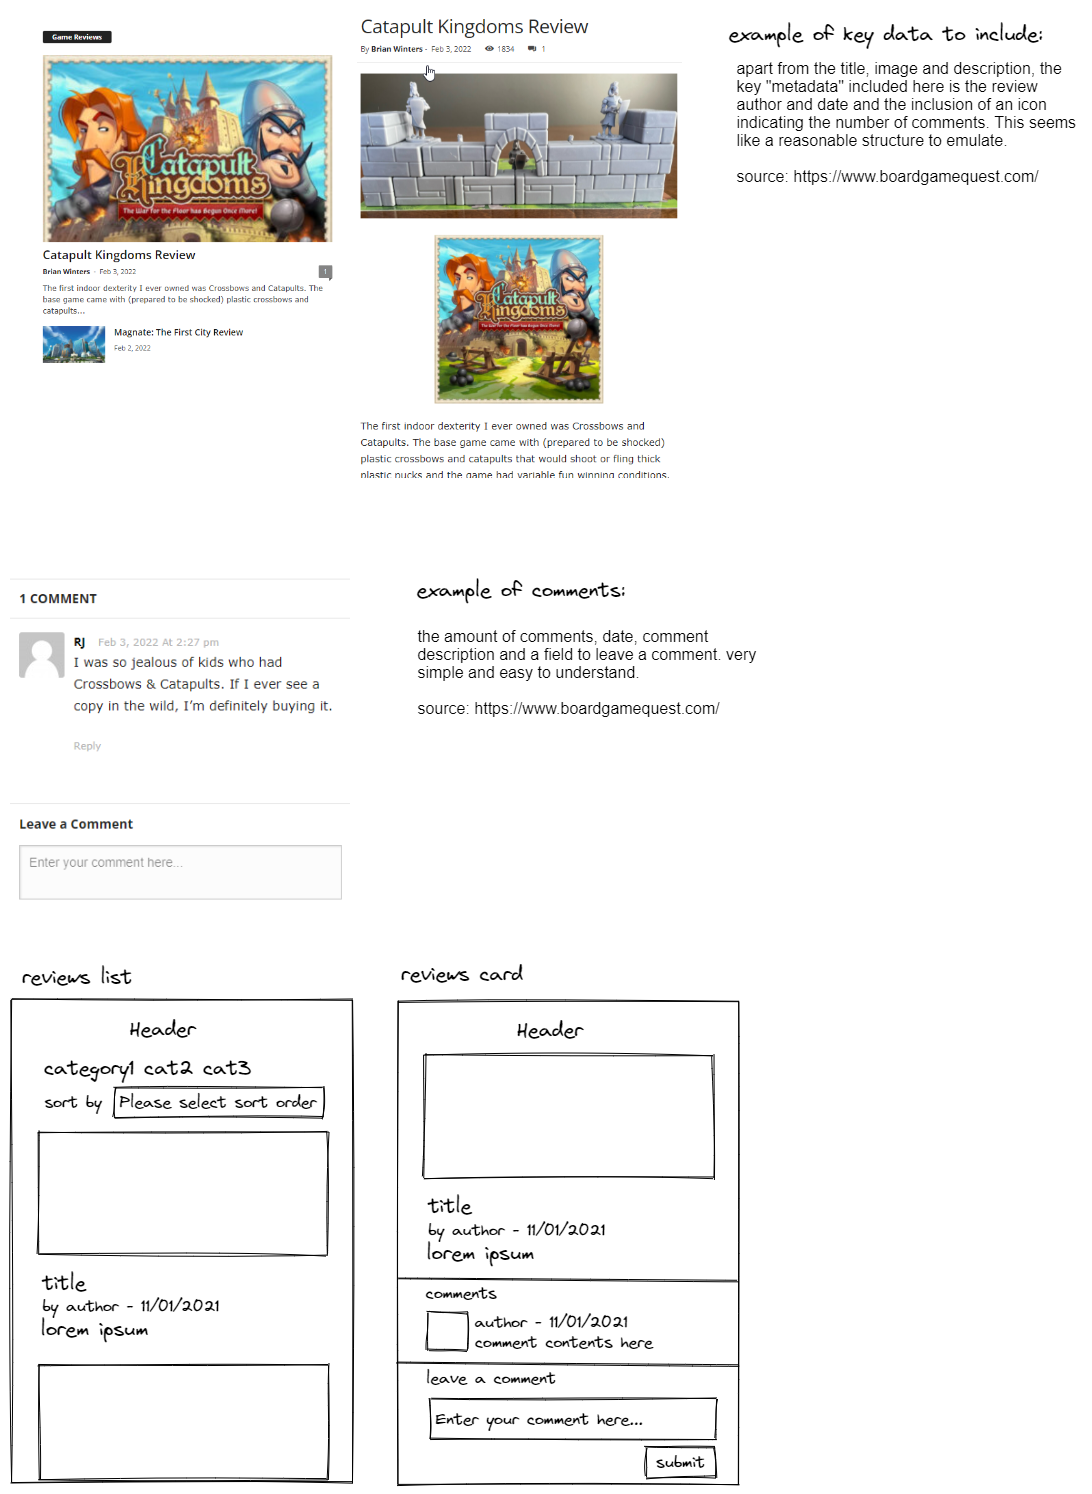 Game Reviews
Catapult
Kingdoms
The War for the Floor has Begun Once More!
Catapult Kingdoms Review
Brian Winters - Feb 3, 2022
1
The first indoor dexterity I ever owned was Crossbows and Catapults. The
base game came with (prepared to be shocked) plastic crossbows and
catapults...
Magnate: The First City Review
Feb 2, 2022
Catapult Kingdoms Review
By Brian Winters - Feb 3, 2022 1834 1
Catapult
Kingdoms
The War for the Floor has Begun Once More!
The first indoor dexterity I ever owned was Crossbows and
Catapults. The base game came with (prepared to be shocked)
plastic crossbows and catapults that would shoot or fling thick
plastic pucks and the game had variable fun winning conditions.
example of key data to include:
apart from the title, image and description, the
key "metadata" included here is the review
author and date and the inclusion of an icon
indicating the number of comments. This seems
like a reasonable structure to emulate.
source: https://www.boardgamequest.com/
1 COMMENT
RJ Feb 3, 2022 At 2:27 pm
I was so jealous of kids who had
Crossbows & Catapults. If I ever see a
copy in the wild, I'm definitely buying it.
Reply
Leave a Comment
Enter your comment here...
example of comments:
the amount of comments, date, comment
description and a field to leave a comment. very
simple and easy to understand.
source: https://www.boardgamequest.com/
reviews list
Header
category1 cat2 cat3
sort by Please select sort order
title
by author - 11/01/2021
lorem ipsum
reviews card
Header
title
by author - 11/01/2021
lorem ipsum
comments
author - 11/01/2021
comment contents here
leave a comment
Enter your comment here...
submit